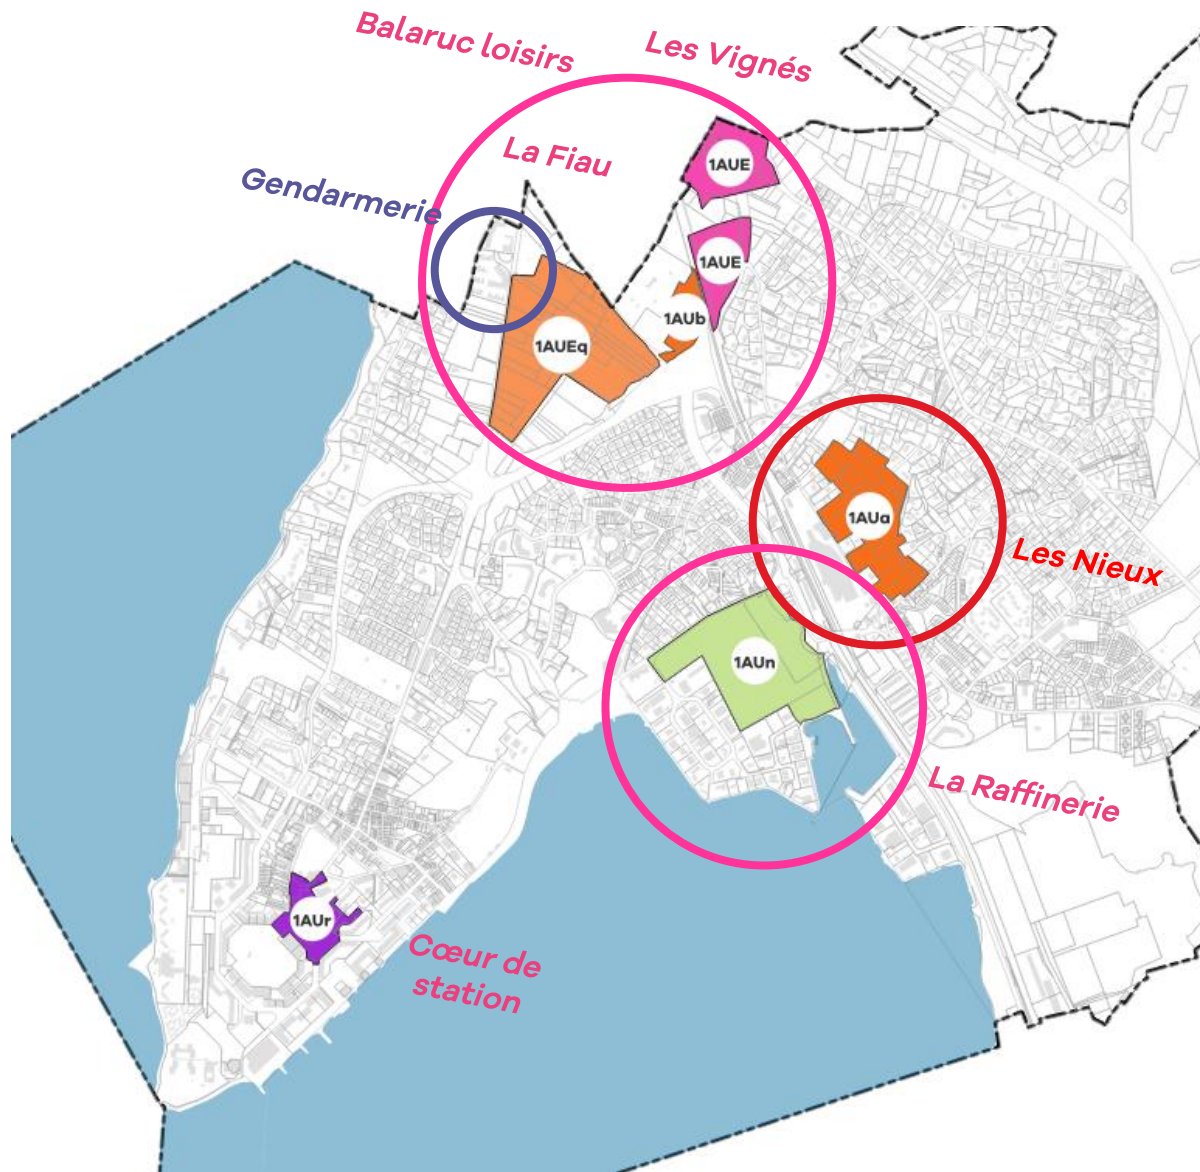 Balaruc loisirs
Les Vignés
La Fiau
Gendarmerie
1AUE
1AUE
1AUb
1AUEq
1AUa
Les Nieux
1AUn
La Raffinerie
1AUr
Cœur de
station